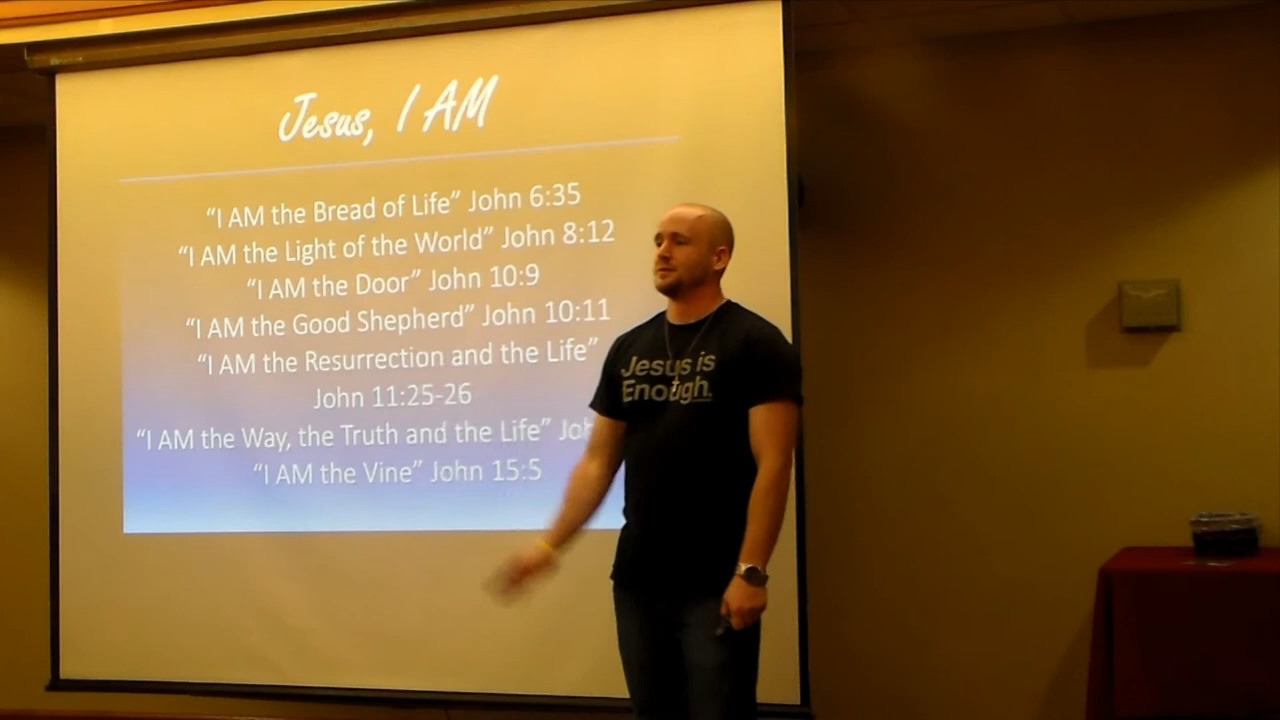 Jesus, I AM
“I AM the Bread of Life” John 6:35
“I AM the Light of the World” John 8:12
“I AM the Door” John 10:9
“I AM the Good Shepherd” John 10:11
“I AM the Resurrection and the Life”
John 11:25-26
“I AM the Way, the Truth and the Life”
“I AM the Vine” John 15:5
Jesus is
Enough.